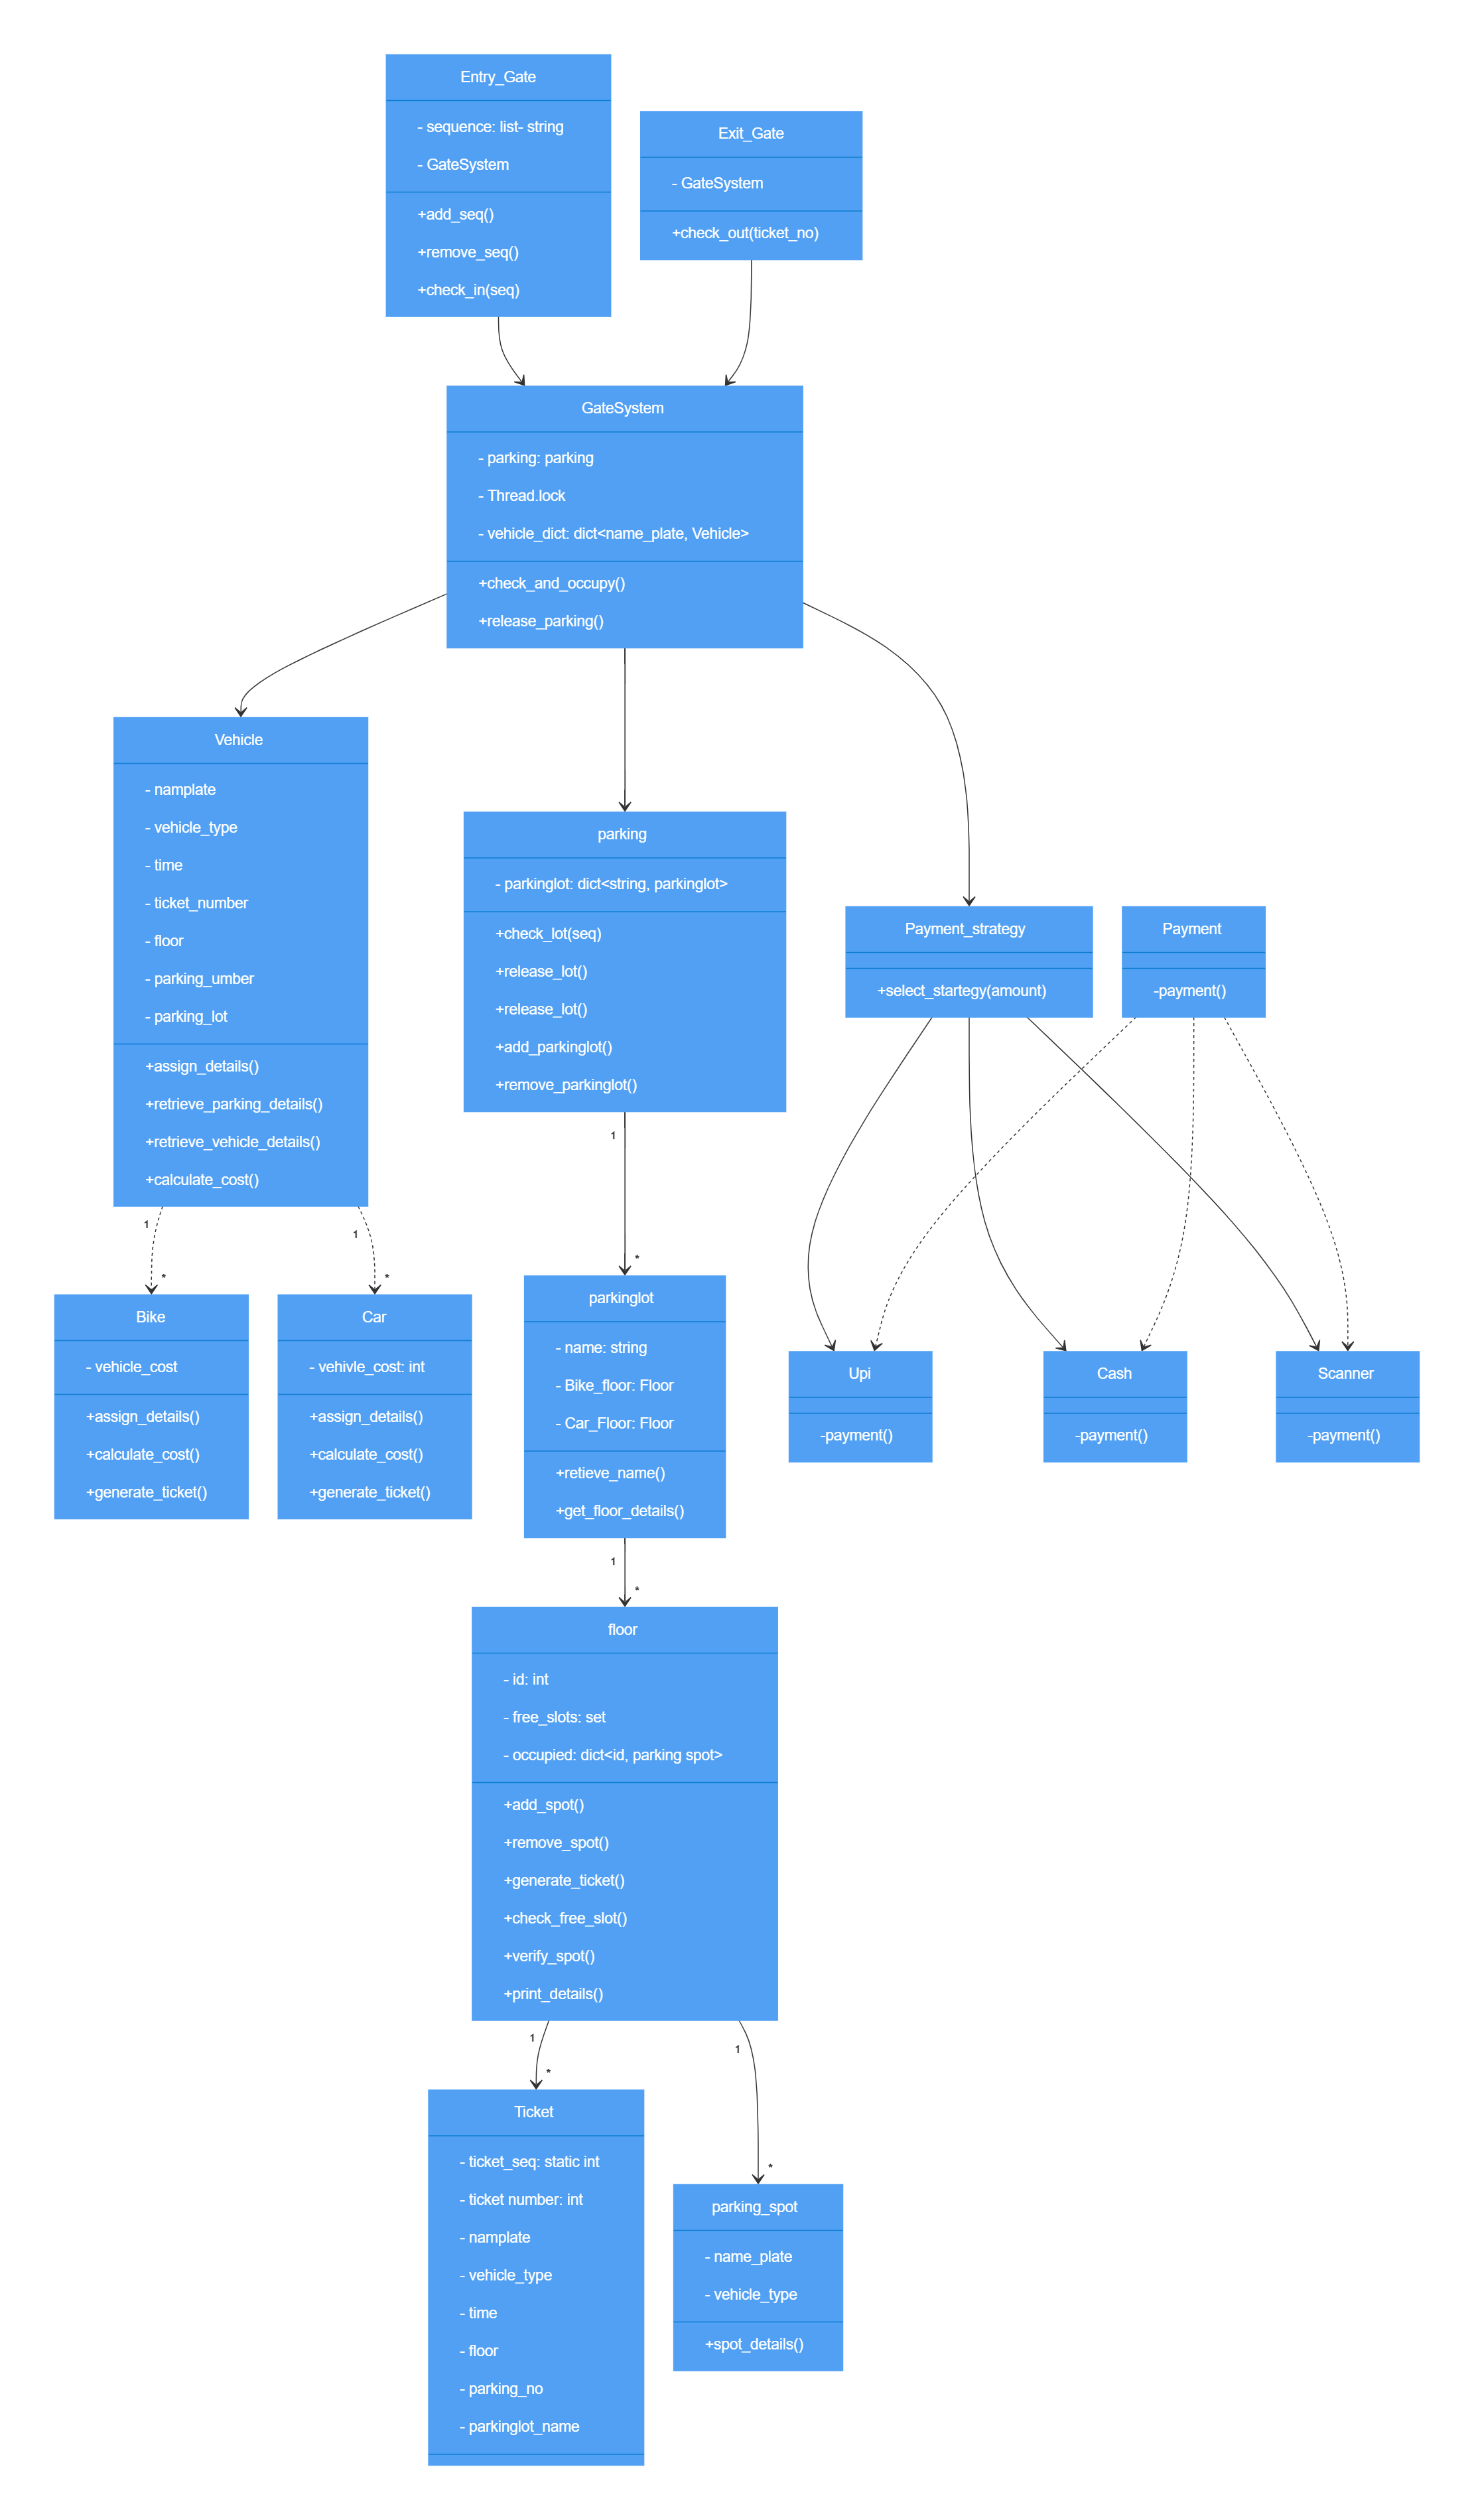 Entry_Gate
- sequence: list- string
- GateSystem
+add_seq()
+remove_seq()
+check_in(seq)
Exit_Gate
- GateSystem
+check_out(ticket_no)
GateSystem
- parking: parking
- Thread.lock
- vehicle_dict: dict<name_plate, Vehicle>
+check_and_occupy()
+release_parking()
Vehicle
- namplate
- vehicle_type
- time
- ticket_number
- floor
- parking_umber
- parking_lot
+assign_details()
+retrieve_parking_details()
+retrieve_vehicle_details()
+calculate_cost()
parking
- parkinglot: dict<string, parkinglot>
+check_lot(seq)
+release_lot()
+release_lot()
+add_parkinglot()
+remove_parkinglot()
Payment_strategy
+select_startegy(amount)
Payment
-payment()
1
*
1
*
1
*
Bike
- vehicle_cost
+assign_details()
+calculate_cost()
+generate_ticket()
Car
- vehivle_cost: int
+assign_details()
+calculate_cost()
+generate_ticket()
parkinglot
- name: string
- Bike_floor: Floor
- Car_Floor: Floor
+retieve_name()
+get_floor_details()
Upi
-payment()
Cash
-payment()
Scanner
-payment()
1
*
floor
- id: int
- free_slots: set
- occupied: dict<id, parking spot>
+add_spot()
+remove_spot()
+generate_ticket()
+check_free_slot()
+verify_spot()
+print_details()
1
*
1
*
Ticket
- ticket_seq: static int
- ticket number: int
- namplate
- vehicle_type
- time
- floor
- parking_no
- parkinglot_name
parking_spot
- name_plate
- vehicle_type
+spot_details()